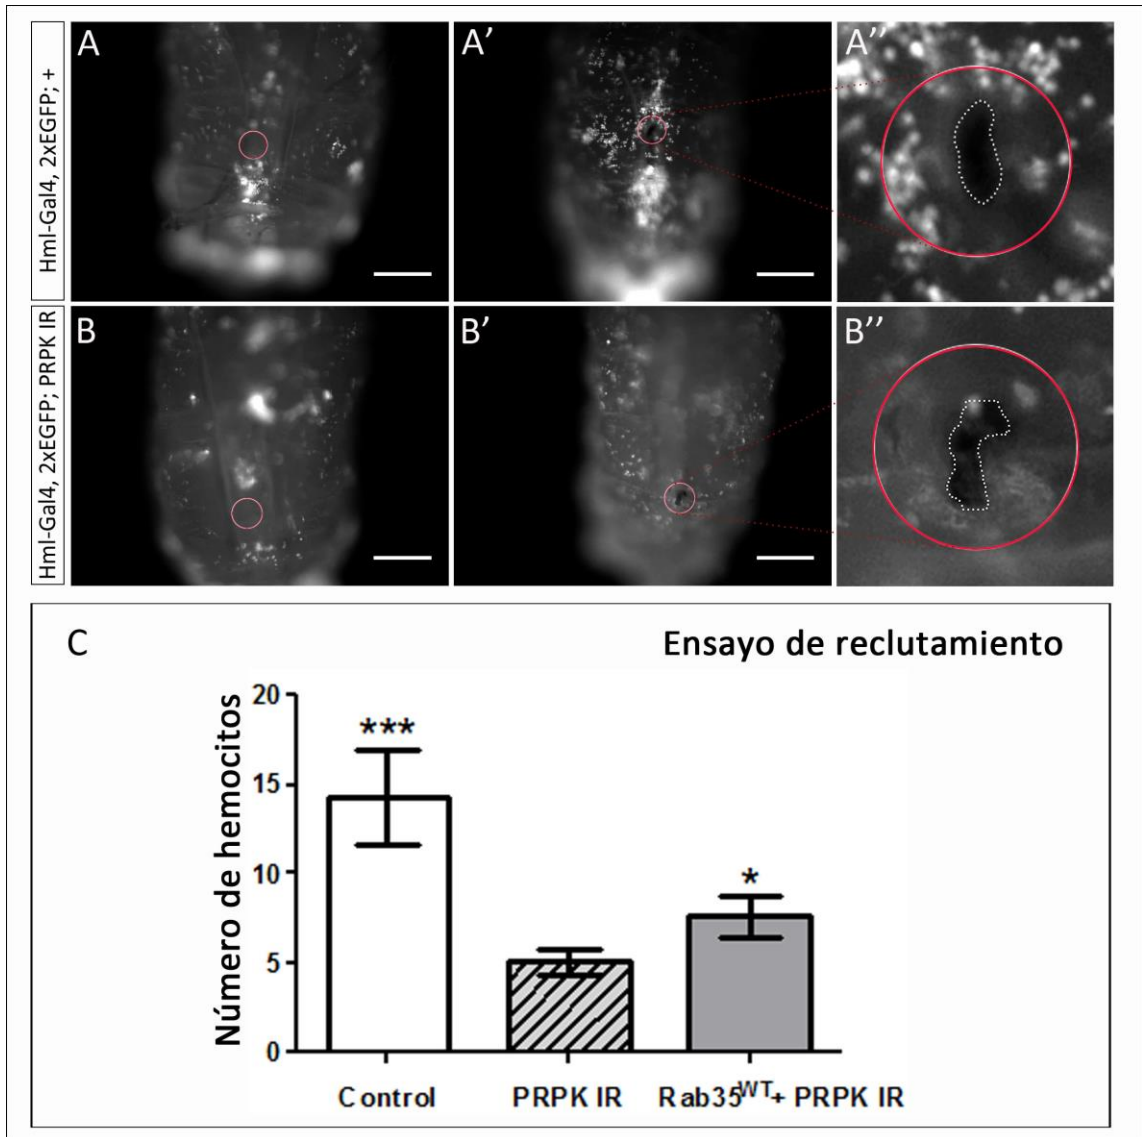 Hml-Gal4, 2xEGFP; +
A
A’
A’’
Hml-Gal4, 2xEGFP; PRPK IR
B
B’
B’’
C
Ensayo de reclutamiento
Número de hemocitos
20
15
10
5
0
***
*
Control
PRPK IR
Rab35WT+ PRPK IR